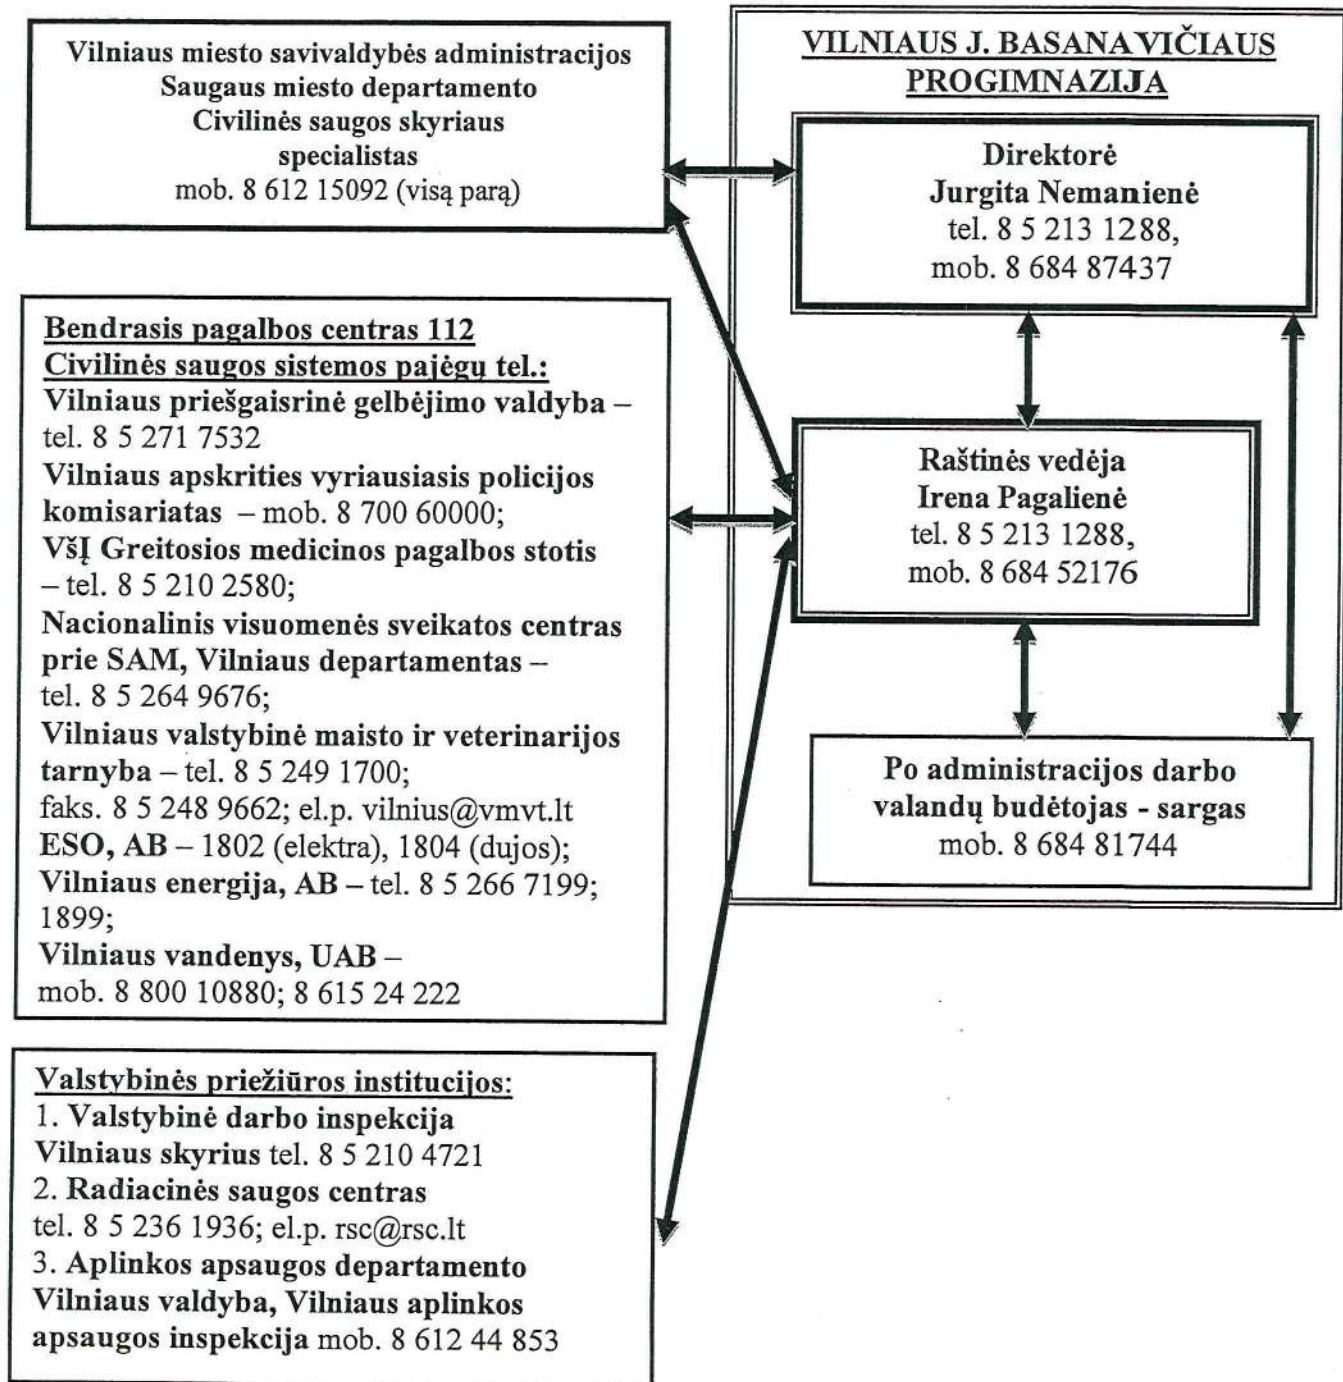 Vilniaus miesto savivaldybės administracijos
Saugaus miesto departamento
Civilinės saugos skyriaus
specialistas
mob. 8 612 15092 (visą parą)
Bendrasis pagalbos centras 112
Civilinės saugos sistemos pajėgų tel.:
Vilniaus priešgaisrinė gelbėjimo valdyba –
tel. 8 5 271 7532
Vilniaus apskrities vyriausiasis policijos
komisariatas – mob. 8 700 60000;
VšĮ Greitosios medicinos pagalbos stotis
– tel. 8 5 210 2580;
Nacionalinis visuomenės sveikatos centras
prie SAM, Vilniaus departamentas –
tel. 8 5 264 9676;
Vilniaus valstybinė maisto ir veterinarijos
tarnyba – tel. 8 5 249 1700;
faks. 8 5 248 9662; el.p. vilnius@vmvt.lt
ESO, AB – 1802 (elektra), 1804 (dujos);
Vilniaus energija, AB – tel. 8 5 266 7199;
1899;
Vilniaus vandenys, UAB –
mob. 8 800 10880; 8 615 24 222
Valstybinės priežiūros institucijos:
1. Valstybinė darbo inspekcija
Vilniaus skyrius tel. 8 5 210 4721
2. Radiacinės saugos centras
tel. 8 5 236 1936; el.p. rsc@rsc.lt
3. Aplinkos apsaugos departamento
Vilniaus valdyba, Vilniaus aplinkos
apsaugos inspekcija mob. 8 612 44 853
VILNIAUS J. BASANAVIČIAUS
PROGIMNAZIJA
Direktorė
Jurgita Nemanienė
tel. 8 5 213 1288,
mob. 8 684 87437
Raštinės vedėja
Irena Pagalienė
tel. 8 5 213 1288,
mob. 8 684 52176
Po administracijos darbo
valandų budėtojas - sargas
mob. 8 684 81744